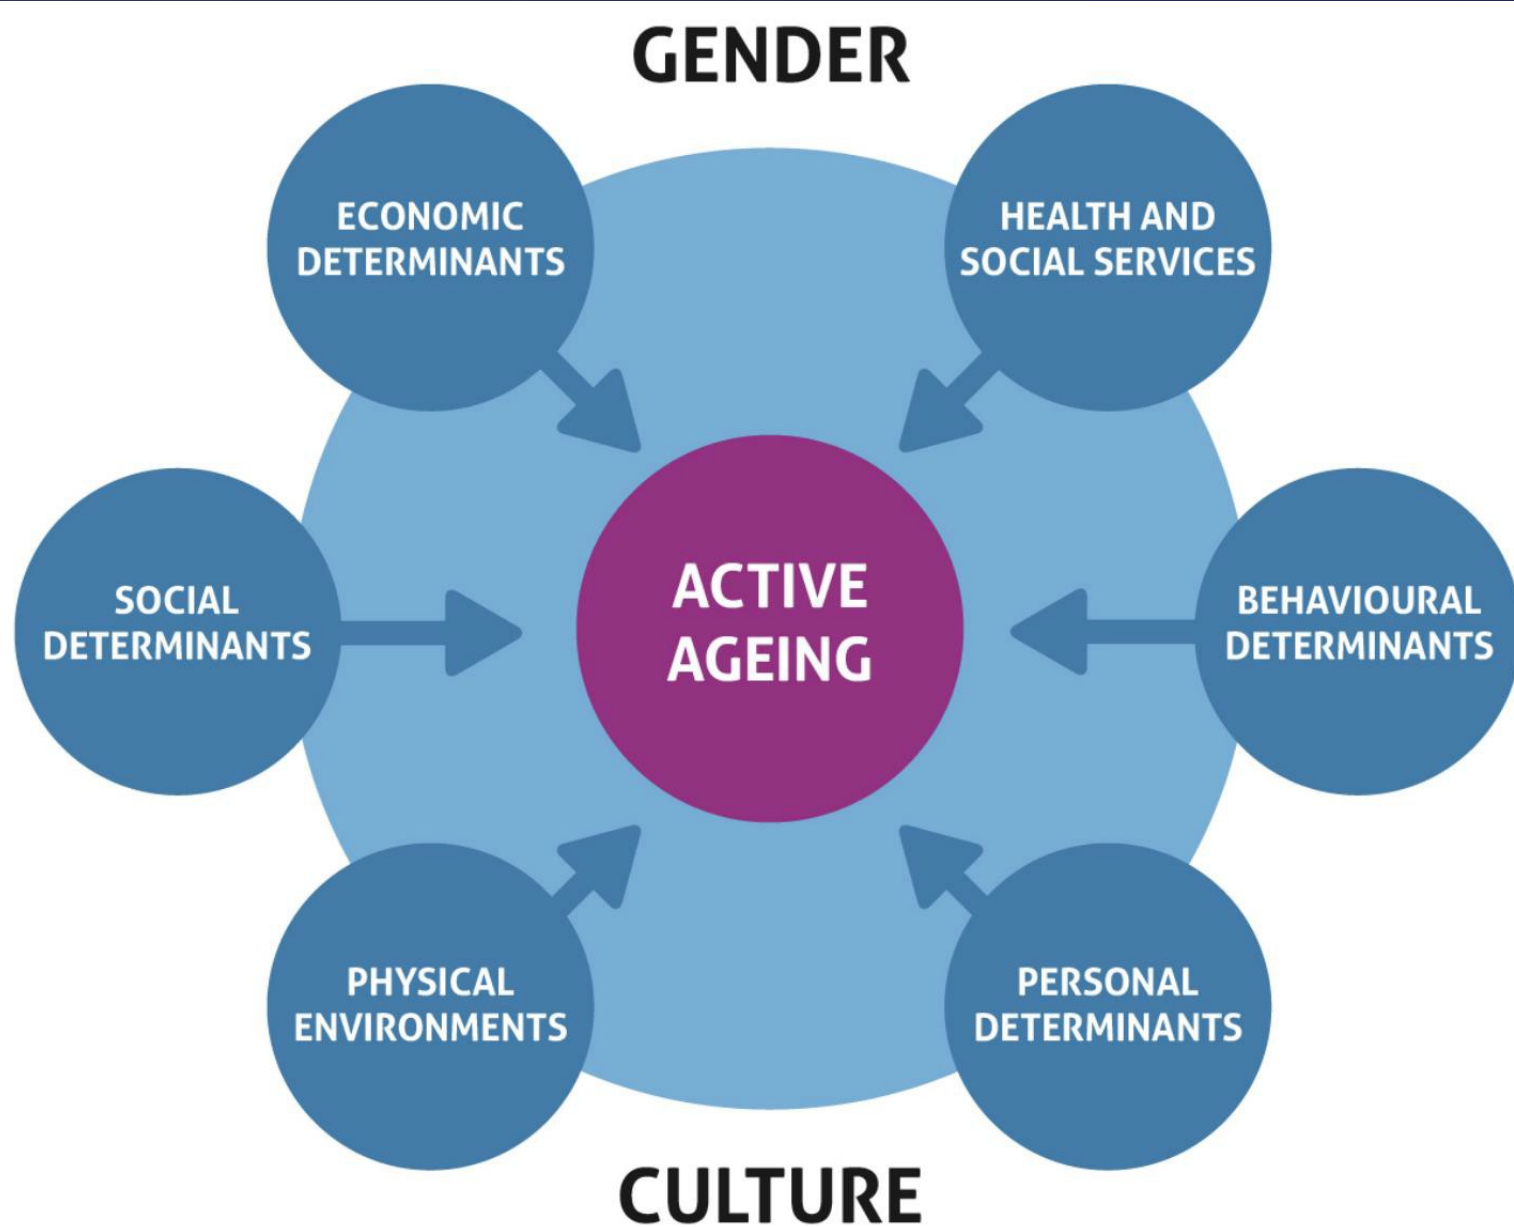 GENDER
ECONOMIC
DETERMINANTS
HEALTH AND
SOCIAL SERVICES
SOCIAL
DETERMINANTS
ACTIVE
AGEING
BEHAVIOURAL
DETERMINANTS
PHYSICAL
ENVIRONMENTS
PERSONAL
DETERMINANTS
CULTURE